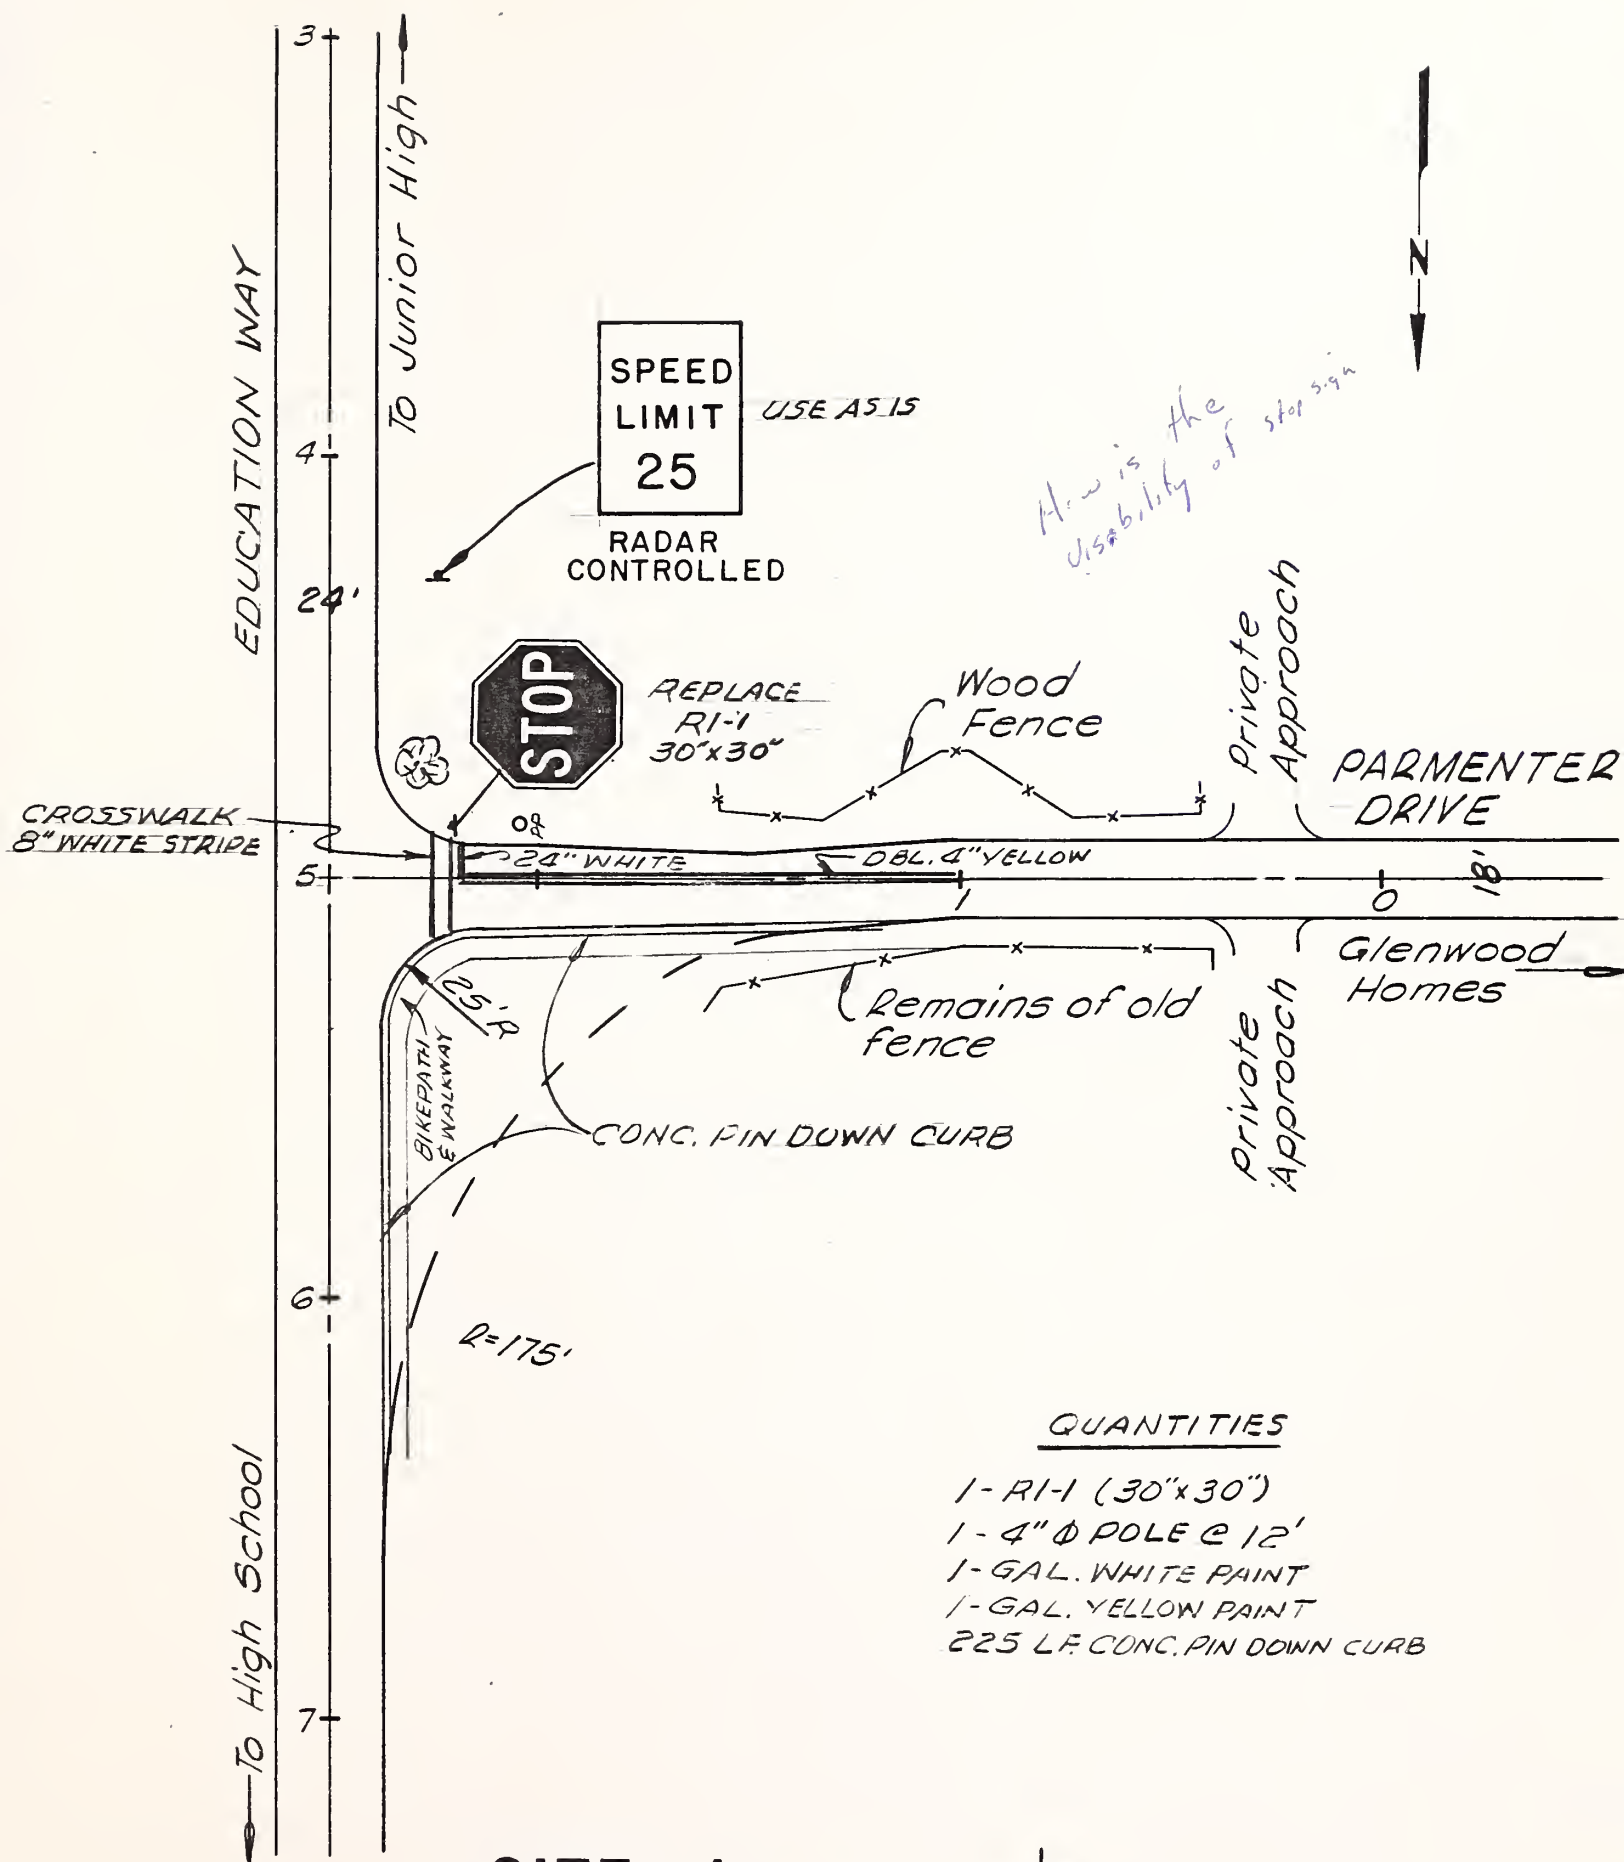 3
To Junior High
N
EDUCATION WAY
SPEED
LIMIT
25
USE AS IS
RADAR
CONTROLLED
How is the
visability of stop sign
4
24'
STOP
REPLACE
R1-1
30"x30"
Wood
Fence
Private
Approach
PARMENTER
DRIVE
CROSSWALK
8" WHITE STRIPE
24" WHITE
DBL. 4" YELLOW
5
1
0
18'
Glenwood
Homes
25'R
Remains of old
fence
Private
Approach
BIKEPATH
& WALKWAY
CONC. PIN DOWN CURB
6
R=175'
QUANTITIES
1- R1-1 (30"x30")
1- 4" Φ POLE @ 12'
1-GAL. WHITE PAINT
1-GAL. YELLOW PAINT
225 L.F. CONC. PIN DOWN CURB
To High School
7